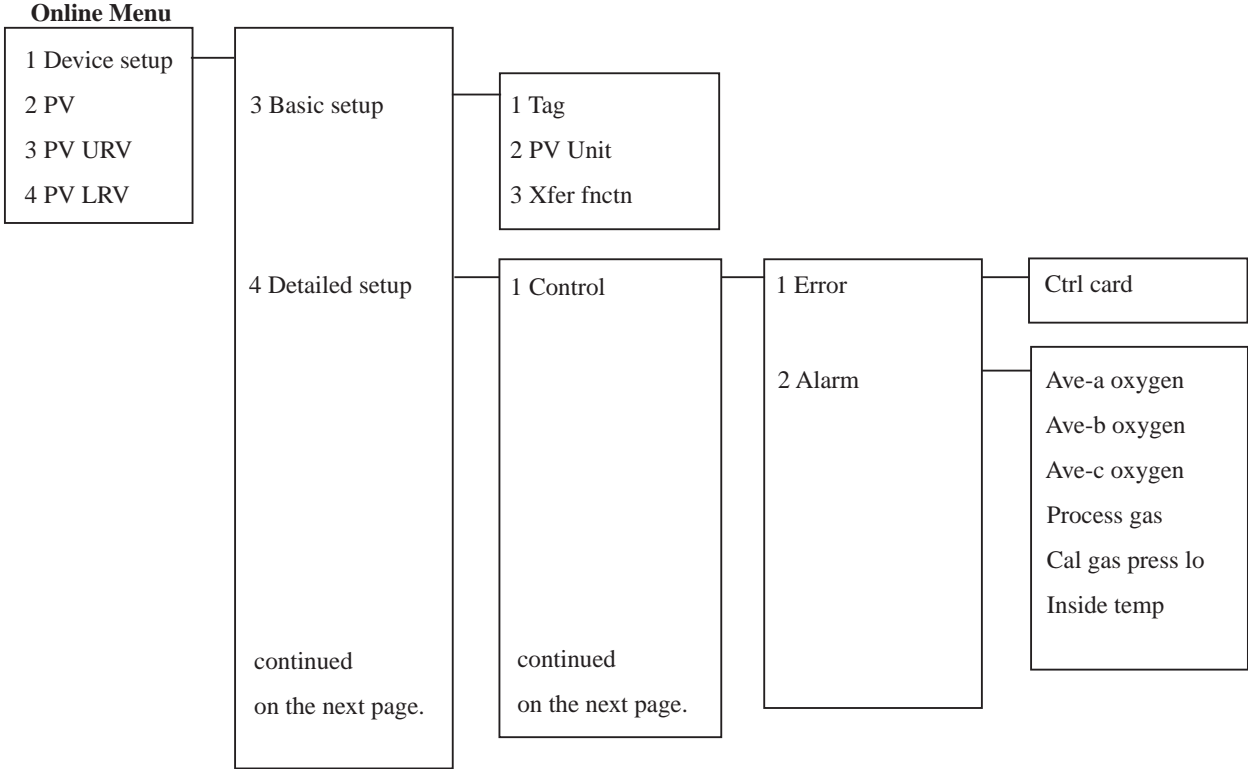 Online Menu
1 Device setup
2 PV
3 PV URV
4 PV LRV
3 Basic setup
4 Detailed setup
continued
on the next page.
1 Tag
2 PV Unit
3 Xfer fnctn
1 Control
continued
on the next page.
1 Error
2 Alarm
Ctrl card
Ave-a oxygen
Ave-b oxygen
Ave-c oxygen
Process gas
Cal gas press lo
Inside temp